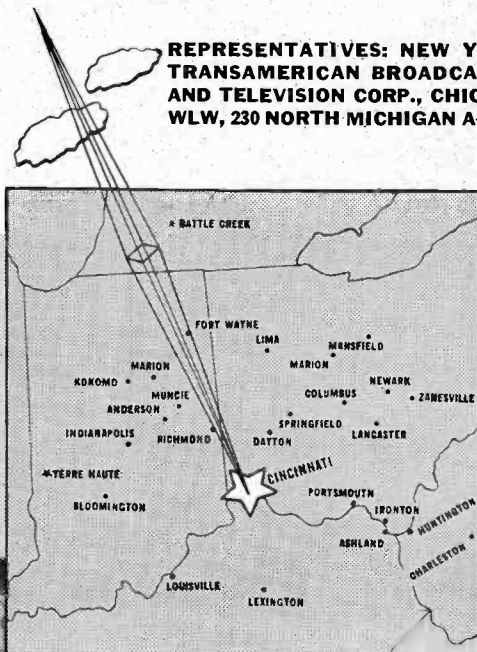 REPRESENTATIVES: NEW Y
TRANSAMERICAN BROADCA
AND TELEVISION CORP., CHIC
WLW, 230 NORTH MICHIGAN A
BATTLE CREEK
FORT WAYNE
LIMA
MANSFIELD
MARION
MARION
KOKOMO
NEWARK
MUNCIE
COLUMBUS
ZANESVILLE
ANDERSON
SPRINGFIELD
INDIANAPOLIS
RICHMOND
DAYTON
LANCASTER
CINCINNATI
TERRE HAUTE
PORTSMOUTH
BLOOMINGTON
IRONTON
HUNTINGTON
ASHLAND
CHARLESTON
LOUISVILLE
LEXINGTON